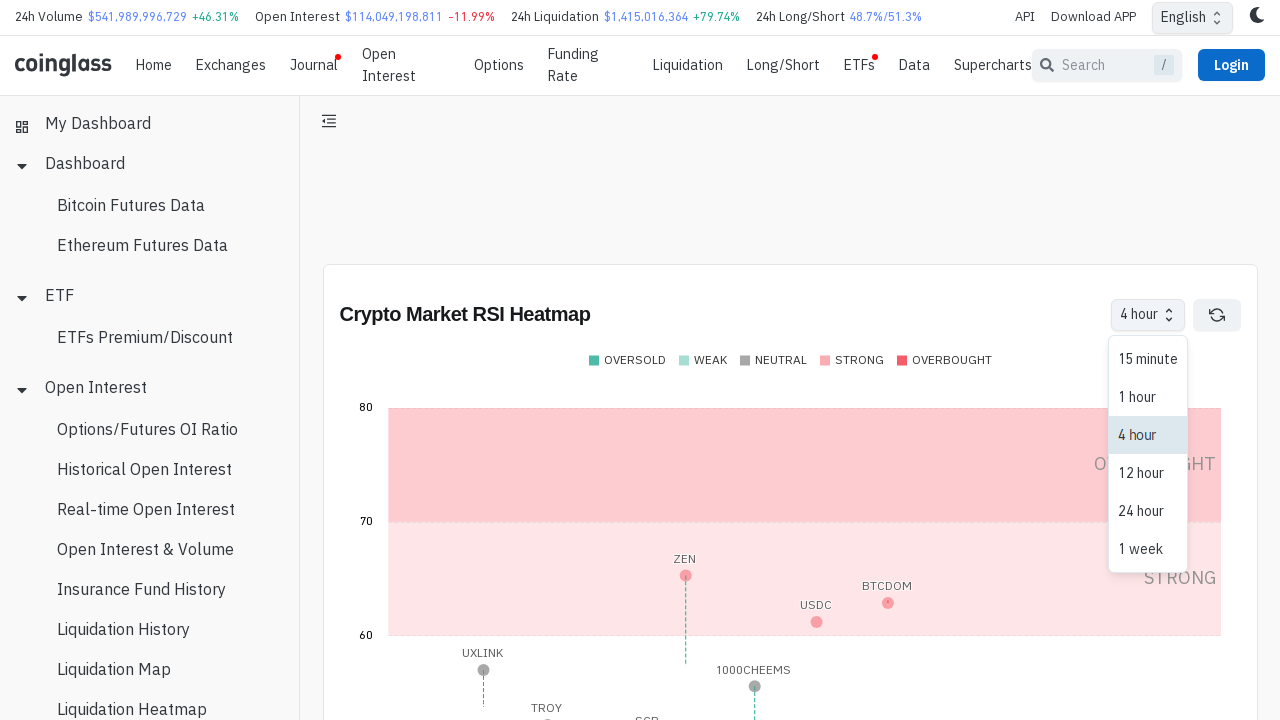 24h Volume $541,989,996,729 +46.31% Open Interest $114,049,198,811 -11.99% 24h Liquidation $1,415,016,364 +79.74% 24h Long/Short 48.7%/51.3% API Download APP English
coinglass Home Exchanges Journal Open Interest Options Funding Rate Liquidation Long/Short ETFs Data Supercharts Search / Login
My Dashboard
Dashboard
Bitcoin Futures Data
Ethereum Futures Data
ETF
ETFs Premium/Discount
Open Interest
Options/Futures OI Ratio
Historical Open Interest
Real-time Open Interest
Open Interest & Volume
Insurance Fund History
Liquidation History
Liquidation Map
Liquidation Heatmap
Crypto Market RSI Heatmap
4 hour
15 minute
1 hour
4 hour
12 hour
24 hour
1 week
OVERSOLD WEAK NEUTRAL STRONG OVERBOUGHT
80
70
ZEN
STRONG
BTCDOM
USDC
60
UXLINK
1000CHEEMS
TROY